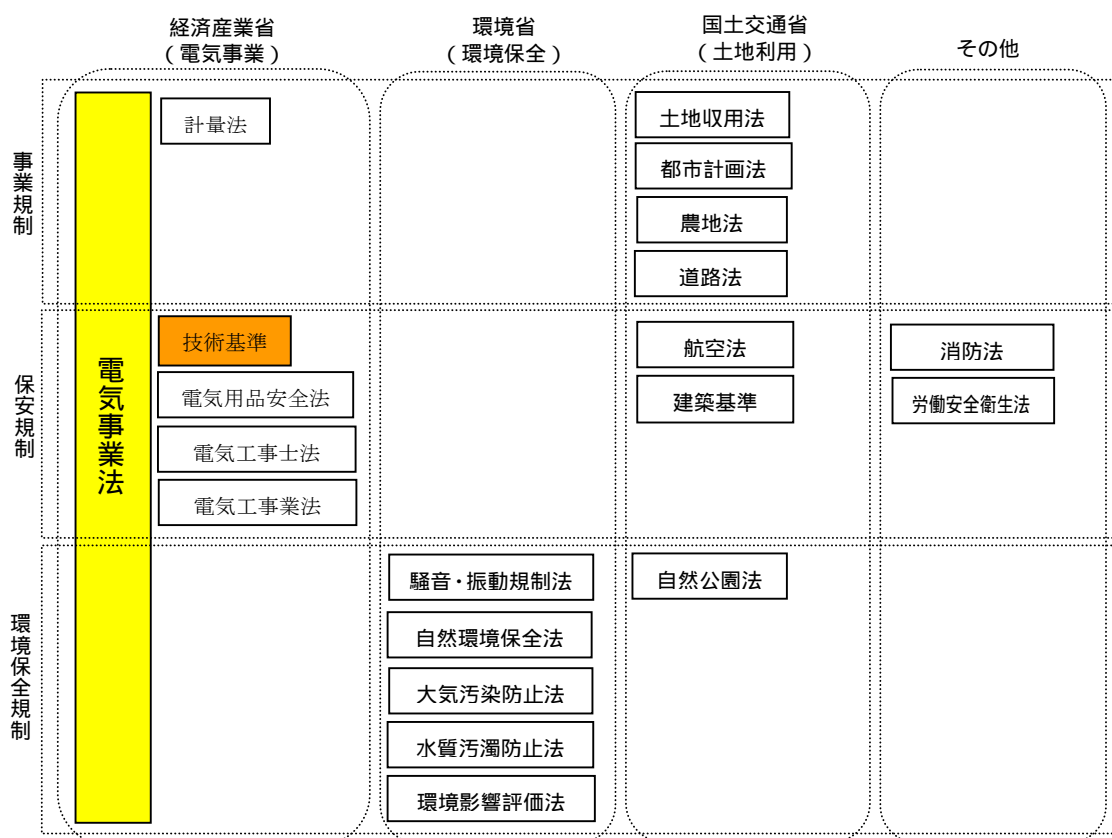 経済産業省
(電気事業)
環境省
(環境保全)
国土交通省
(土地利用)
その他
事業規制
計量法
土地収用法
都市計画法
農地法
道路法
電気事業法
保安規制
技術基準
電気用品安全法
電気工事士法
電気工事業法
航空法
建築基準
消防法
労働安全衛生法
環境保全規制
騒音・振動規制法
自然環境保全法
大気汚染防止法
水質汚濁防止法
環境影響評価法
自然公園法